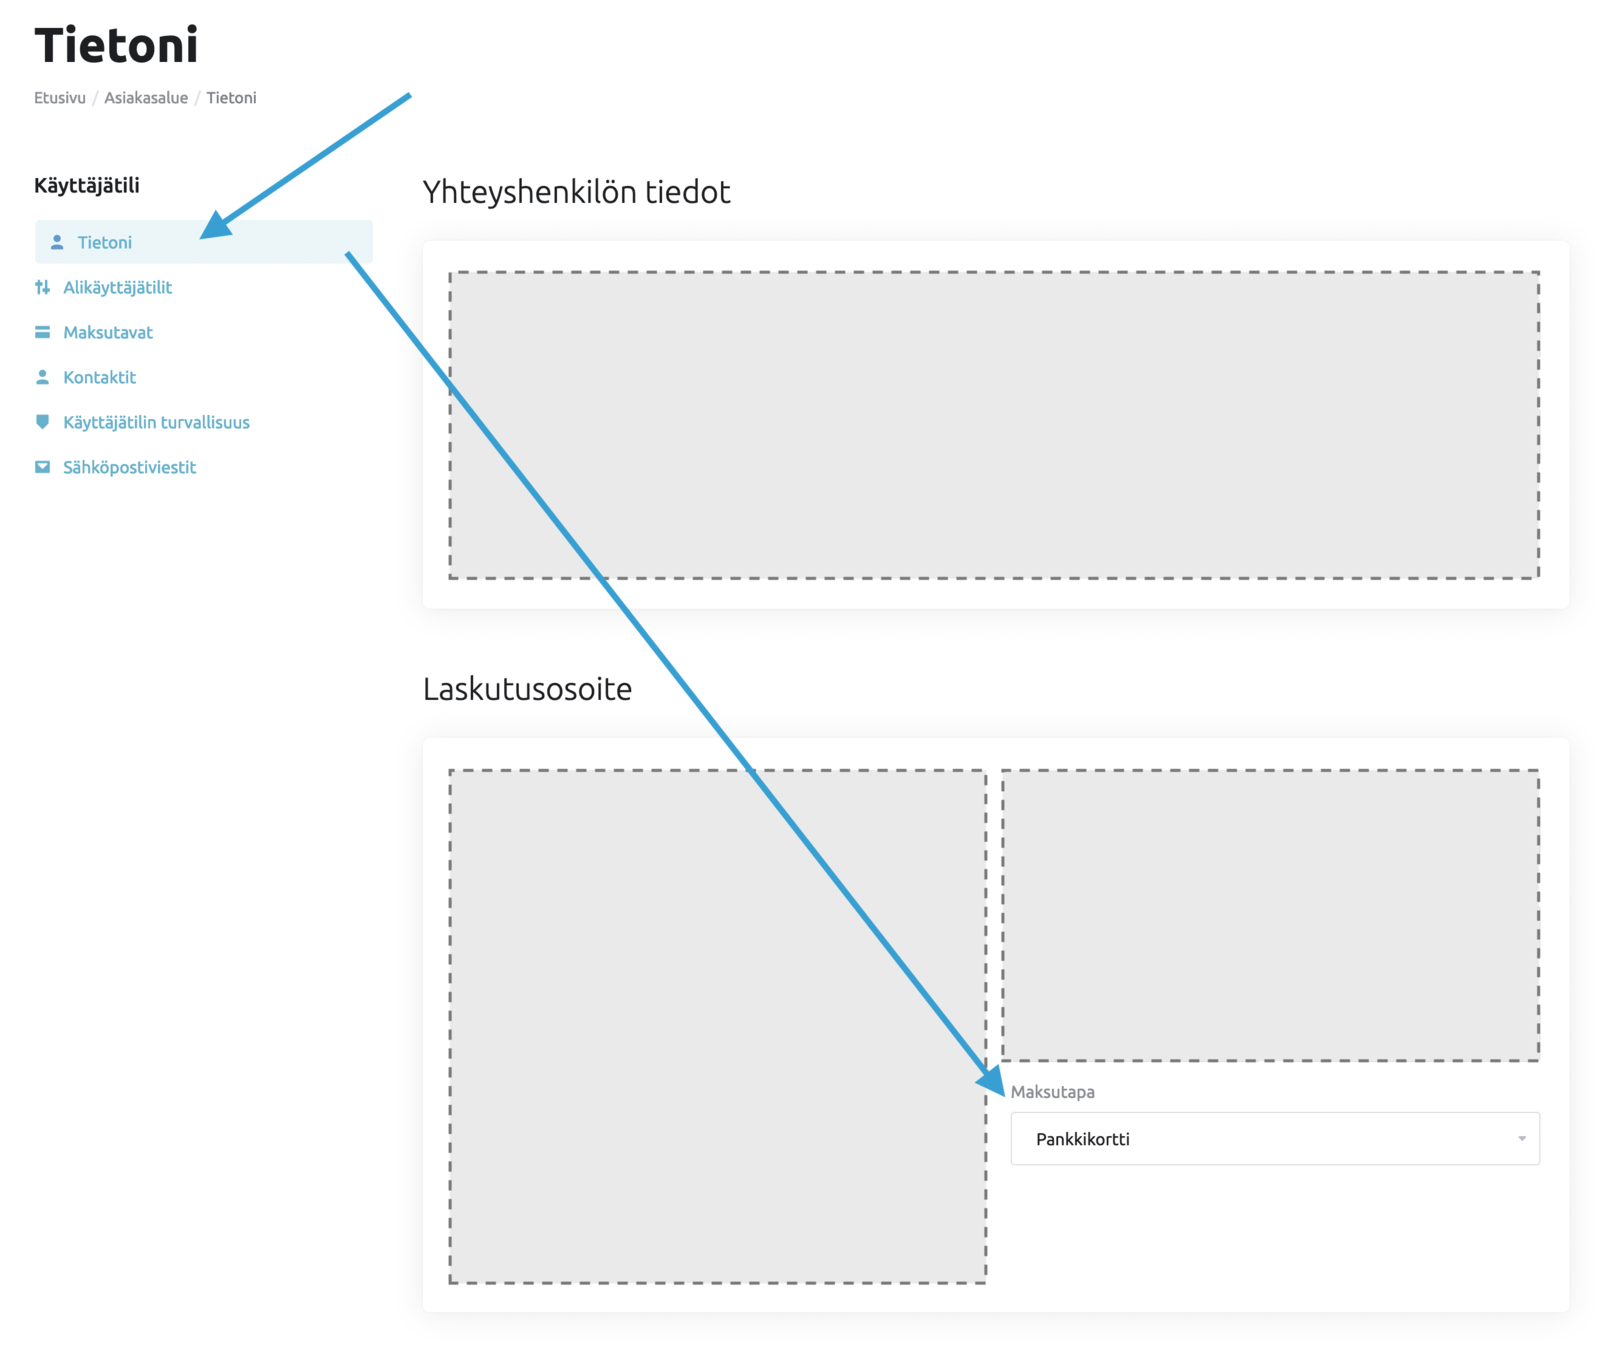 Tietoni
Etusivu / Asiakasalue / Tietoni
Käyttäjätili
Tietoni
Alikäyttäjätilit
Maksutavat
Kontaktit
Käyttäjätilin turvallisuus
Sähköpostiviestit
Yhteyshenkilön tiedot
Laskutusosoite
Maksutapa
Pankkikortti